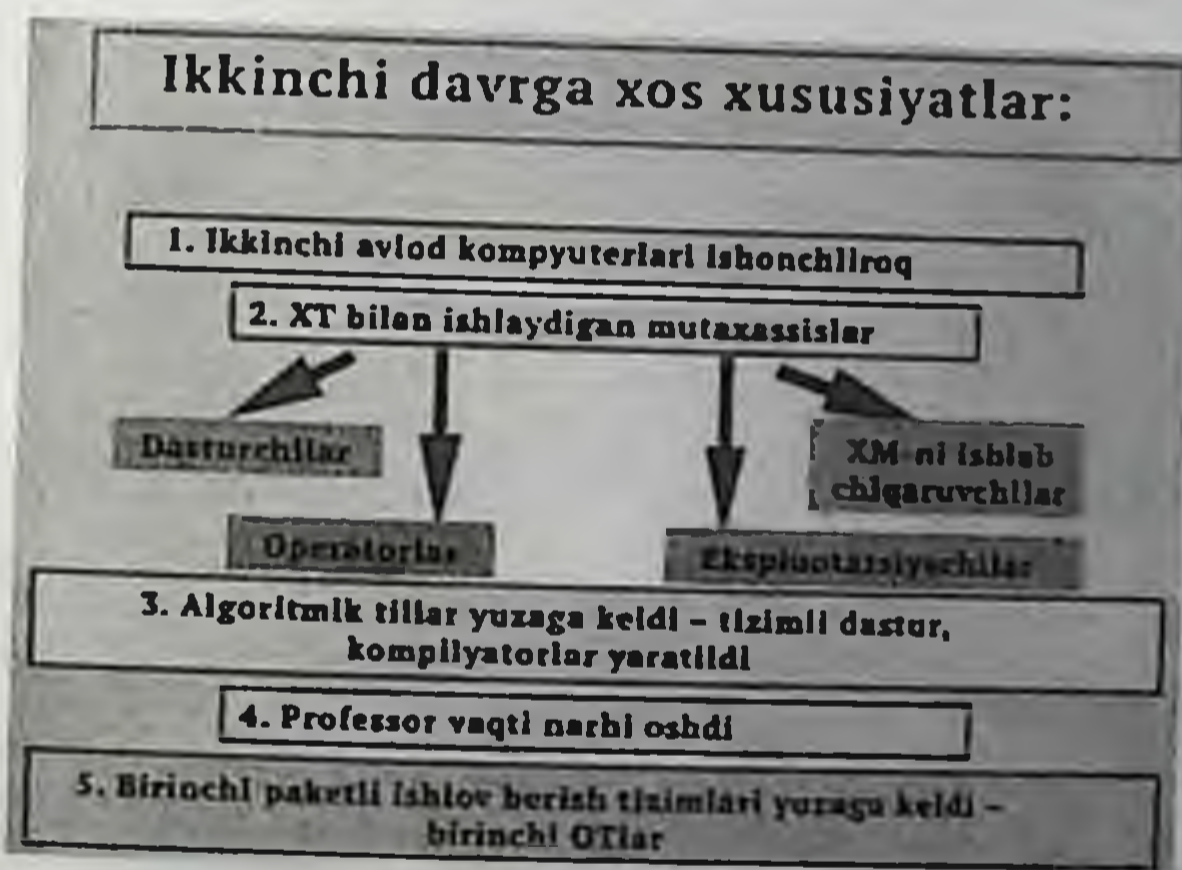 Ikkinchi davrga xos xususiyatlar:
1. Ikkinchi avlod kompyuterlari ishonchliroq
2. XT bilan ishlaydigan mutaxassislar
Dasturchilar
XM-ni ishlab
chiqaruvchilar
Operatorlar
Ekspluotatsiyachilar
3. Algoritmik tillar yuzaga keldi – tizimli dastur,
kompilyatorlar yaratildi
4. Professor vaqti narhi oshdi
5. Birinchi paketli ishlov berish tizimlari yuzaga keldi –
birinchi OTlar